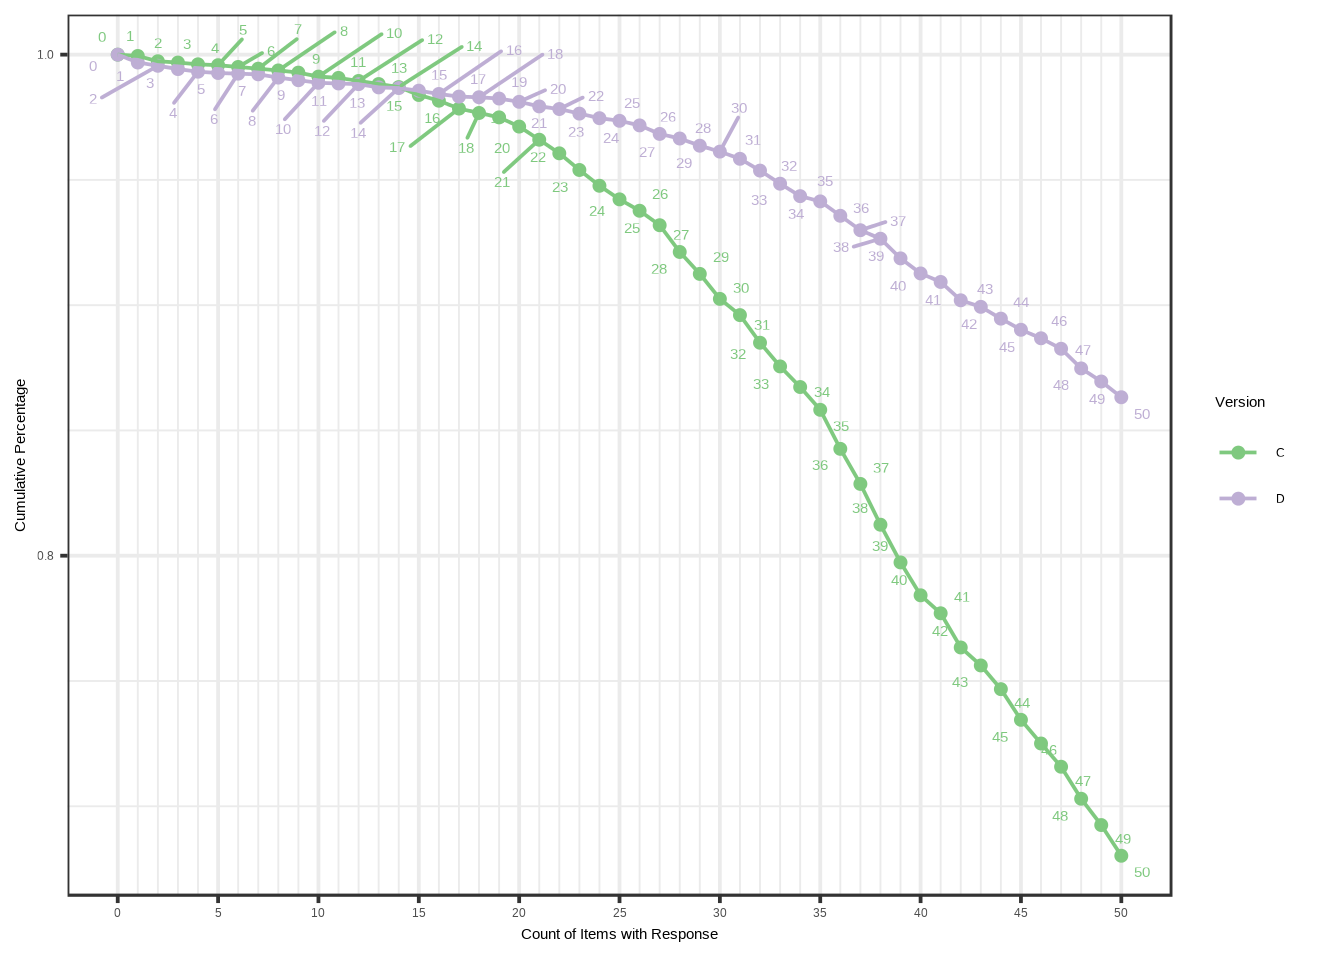 0 1 2 3 4 5 6 7 8 9 10 11 12 13 14 15 16 17 18 20 21 22 23 24 25 26 27 28 29 30 31 32 33 34 35 36 37 38 39 40 41 42 43 44 45 46 47 48 49 50
0 1 2 3 4 5 6 7 8 9 10 11 12 13 14 15 16 17 18 19 20 21 22 23 24 25 26 27 28 29 30 31 32 33 34 35 36 37 38 39 40 41 42 43 44 45 46 47 48 49 50
1.0
0.8
Cumulative Percentage
0 5 10 15 20 25 30 35 40 45 50
Count of Items with Response
Version
C
D